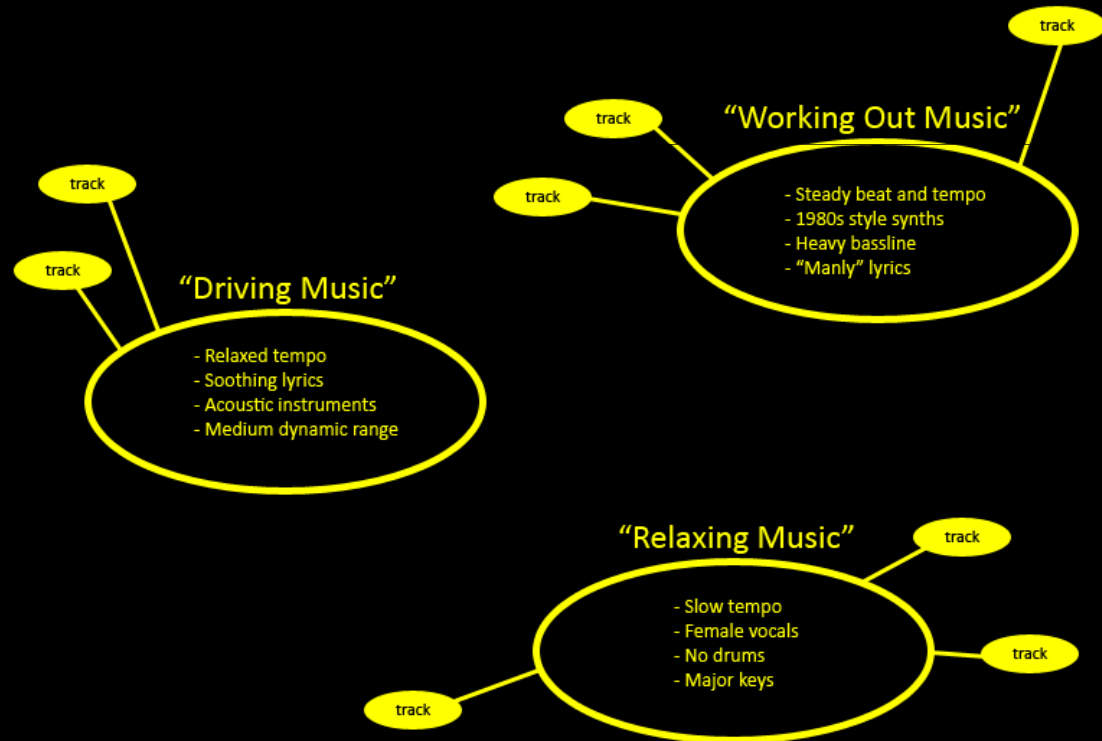 track
“Working Out Music”
track
track
- Steady beat and tempo
- 1980s style synths
- Heavy bassline
- “Manly” lyrics
track
track
“Driving Music”
- Relaxed tempo
- Soothing lyrics
- Acoustic instruments
- Medium dynamic range
“Relaxing Music”
track
- Slow tempo
- Female vocals
- No drums
- Major keys
track
track